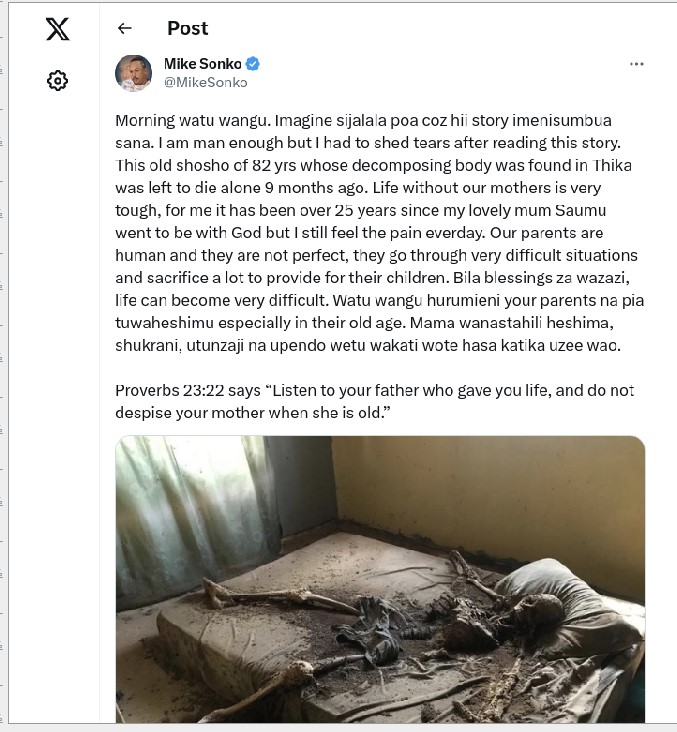 Post
Mike Sonko
@MikeSonko
Morning watu wangu. Imagine sijalala poa coz hii story imenisumbua
sana. I am man enough but I had to shed tears after reading this story.
This old shosho of 82 yrs whose decomposing body was found in Thika
was left to die alone 9 months ago. Life without our mothers is very
tough, for me it has been over 25 years since my lovely mum Saumu
went to be with God but I still feel the pain everday. Our parents are
human and they are not perfect, they go through very difficult situations
and sacrifice a lot to provide for their children. Bila blessings za wazazi,
life can become very difficult. Watu wangu hurumieni your parents na pia
tuwaheshimu especially in their old age. Mama wanastahili heshima,
shukrani, utunzaji na upendo wetu wakati wote hasa katika uzee wao.
Proverbs 23:22 says “Listen to your father who gave you life, and do not
despise your mother when she is old.”